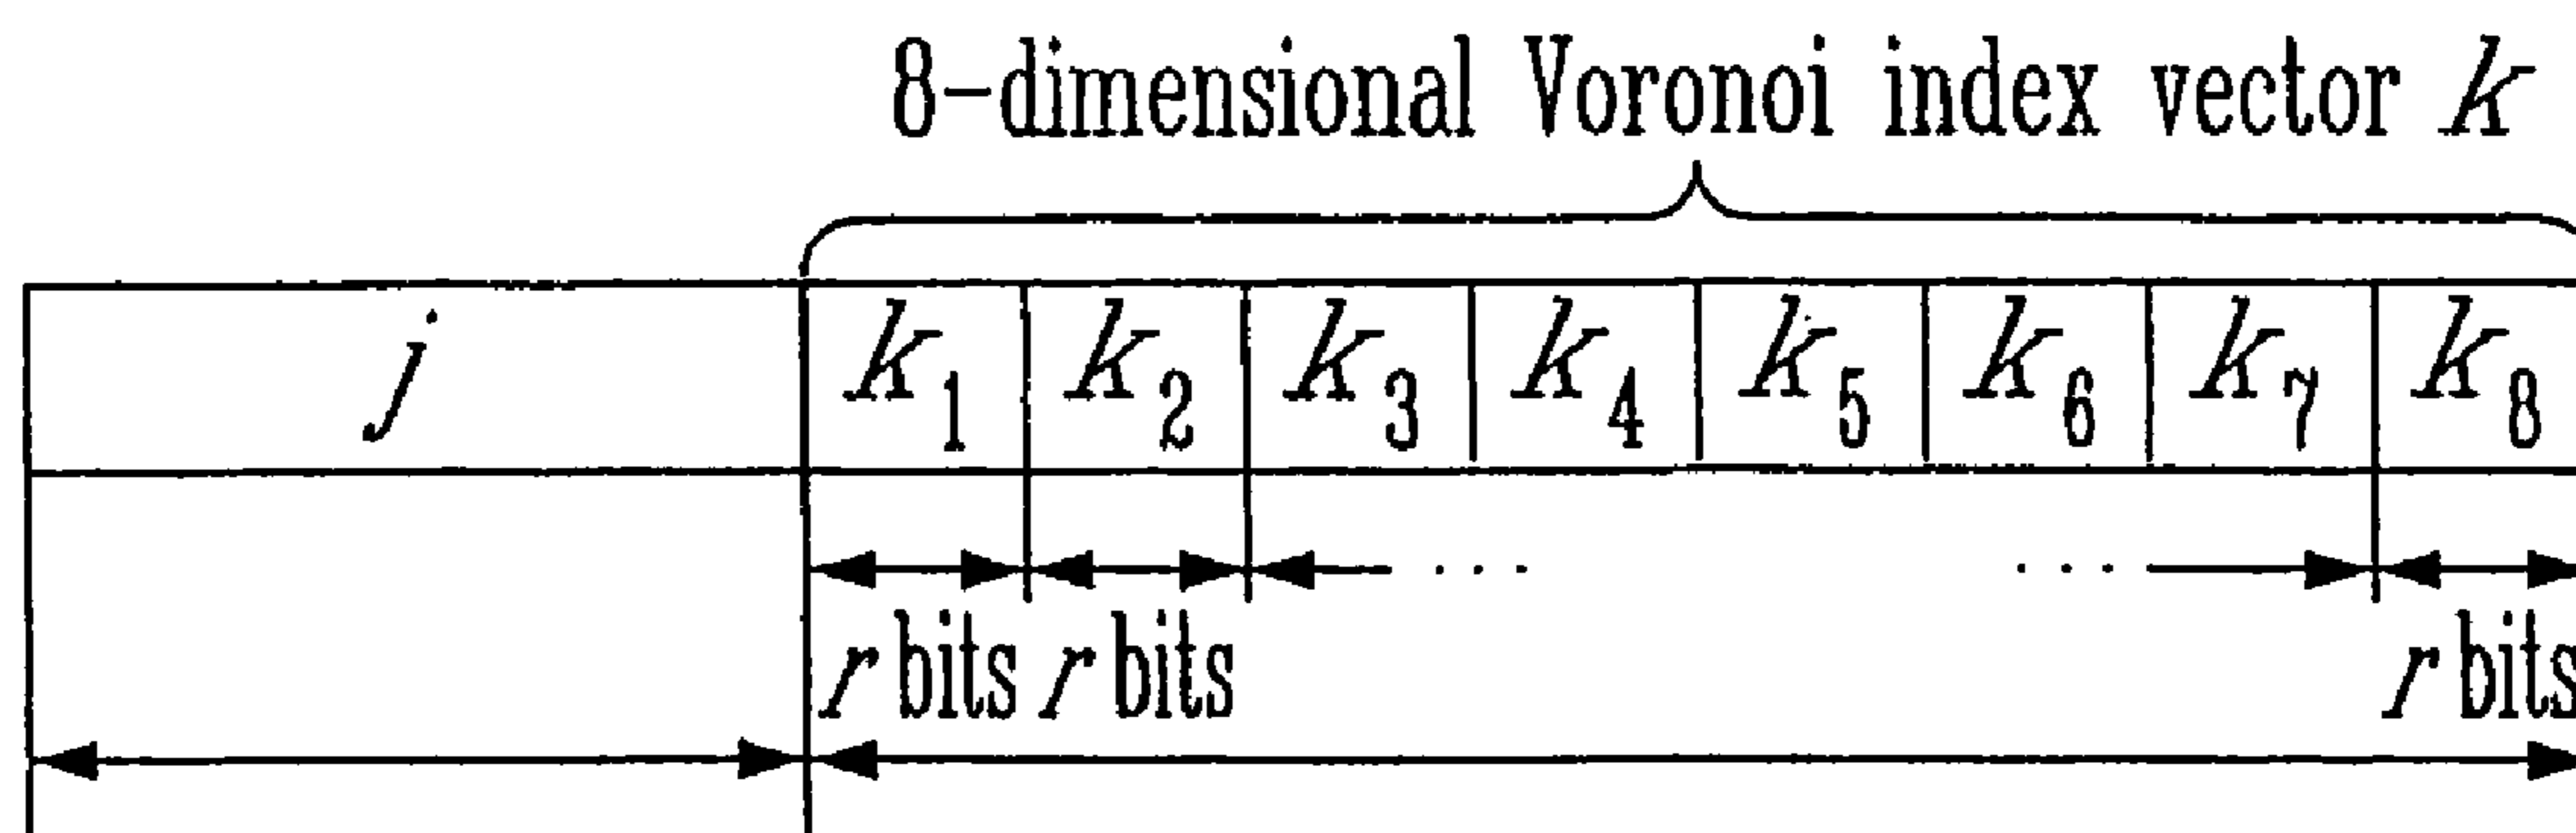 8-dimensional Voronoi index vector k
j k1 k2 k3 k4 k5 k6 k7 k8
... ...
r bits r bits r bits